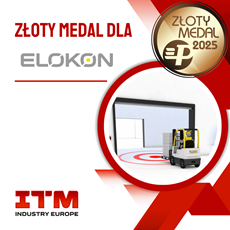 ZŁOTY MEDAL DLA
ELOKON
ZŁOTY
MEDAL
2025
ITM
INDUSTRY EUROPE